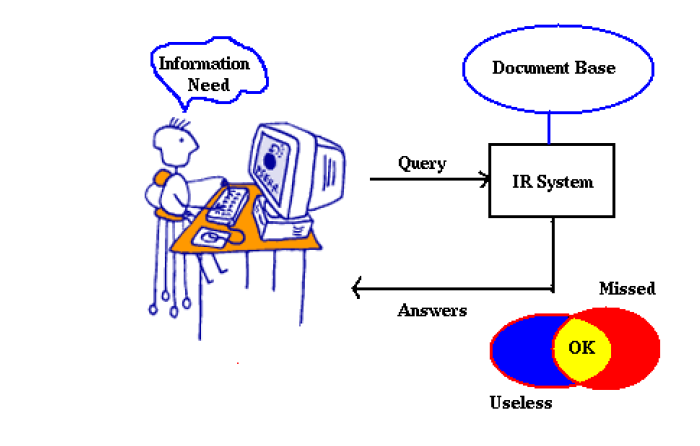 Information
Need
Document Base
Query
IR System
Answers
Missed
OK
Useless